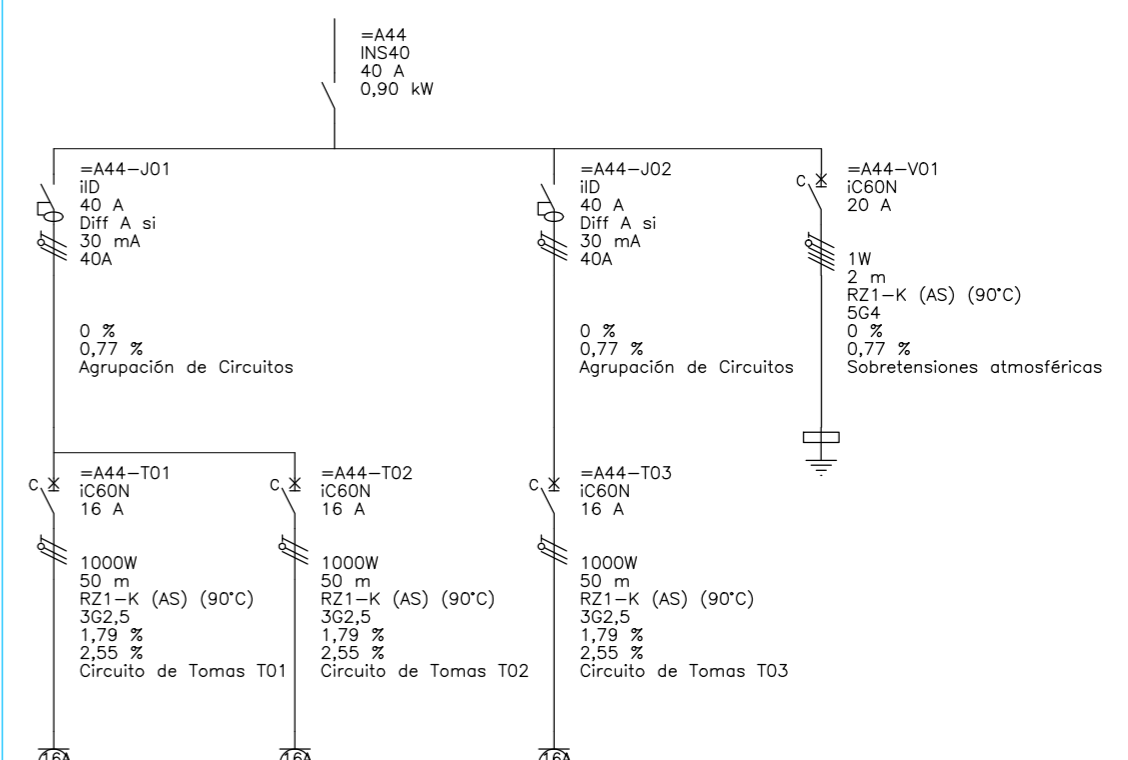 =A44
INS40
40 A
0,90 kW
=A44-J01
iID
40 A
Diff A si
30 mA
40A
0 %
0,77 %
Agrupación de Circuitos
=A44-J02
iID
40 A
Diff A si
30 mA
40A
0 %
0,77 %
Agrupación de Circuitos
C
=A44-V01
iC60N
20 A
1W
2 m
RZ1-K (AS) (90°C)
5G4
0 %
0,77 %
Sobretensiones atmosféricas
C
=A44-T01
iC60N
16 A
1000W
50 m
RZ1-K (AS) (90°C)
3G2,5
1,79 %
2,55 %
Circuito de Tomas T01
16A
C
=A44-T02
iC60N
16 A
1000W
50 m
RZ1-K (AS) (90°C)
3G2,5
1,79 %
2,55 %
Circuito de Tomas T02
16A
C
=A44-T03
iC60N
16 A
1000W
50 m
RZ1-K (AS) (90°C)
3G2,5
1,79 %
2,55 %
Circuito de Tomas T03
16A